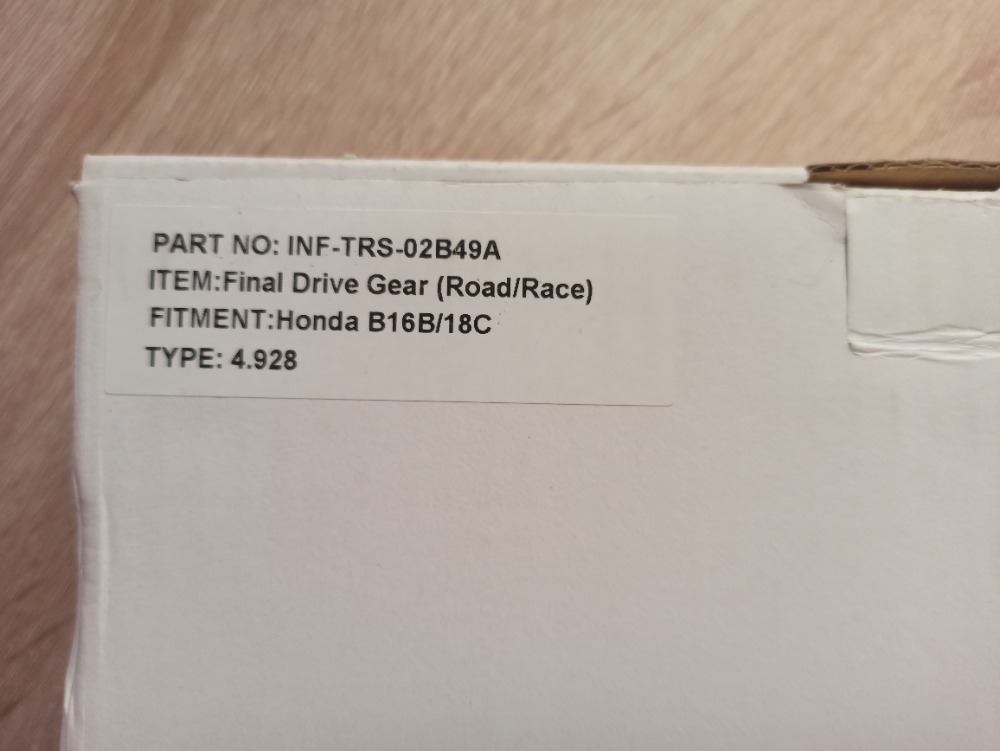 PART NO: INF-TRS-02B49A
ITEM:Final Drive Gear (Road/Race)
FITMENT:Honda B16B/18C
TYPE: 4.928